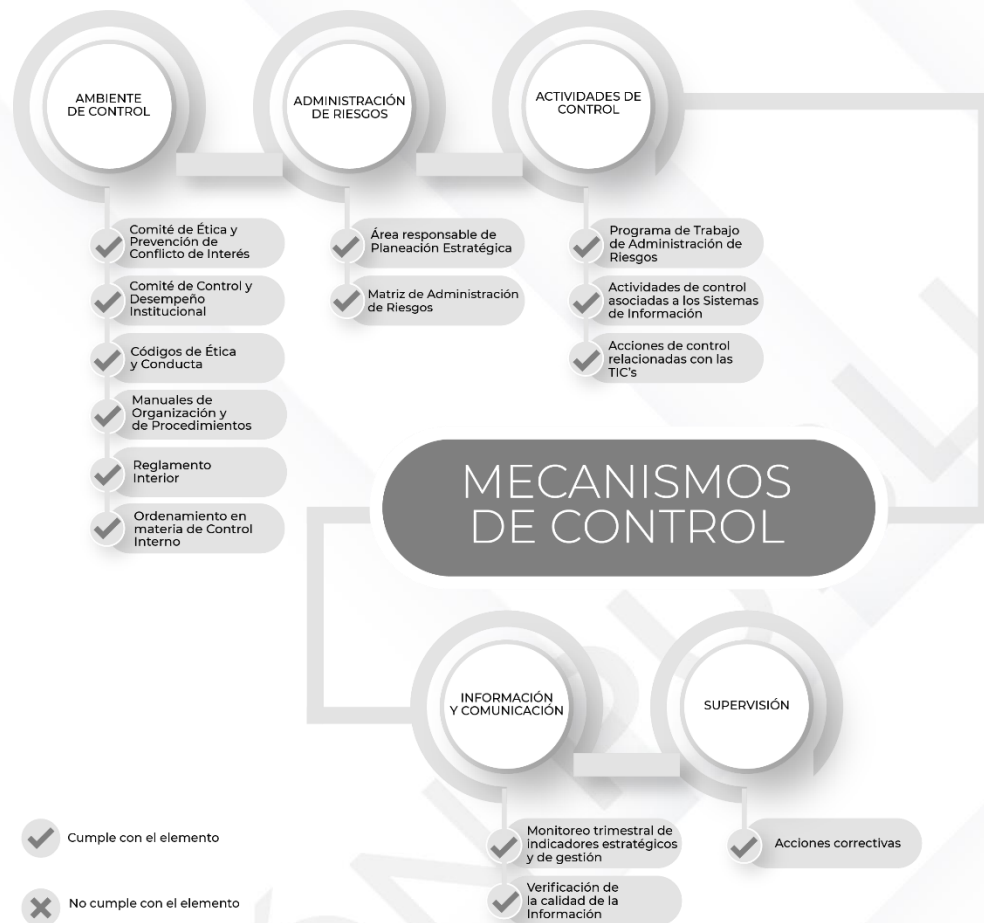 AMBIENTE
DE CONTROL
ADMINISTRACIÓN
DE RIESGOS
ACTIVIDADES DE
CONTROL
Comité de Ética y
Prevención de
Conflicto de Interés
Comité de Control y
Desempeño
Institucional
Códigos de Ética
y Conducta
Manuales de
Organización y
de Procedimientos
Reglamento
Interior
Ordenamiento en
materia de Control
Interno
Área responsable de
Planeación Estratégica
Matriz de Administración
de Riesgos
Programa de Trabajo
de Administración de
Riesgos
Actividades de control
asociadas a los Sistemas
de Información
Acciones de control
relacionadas con las
TIC's
MECANISMOS
DE CONTROL
INFORMACIÓN
Y COMUNICACIÓN
SUPERVISIÓN
Monitoreo trimestral de
indicadores estratégicos
y de gestión
Verificación de
la calidad de la
Información
Acciones correctivas
Cumple con el elemento
No cumple con el elemento